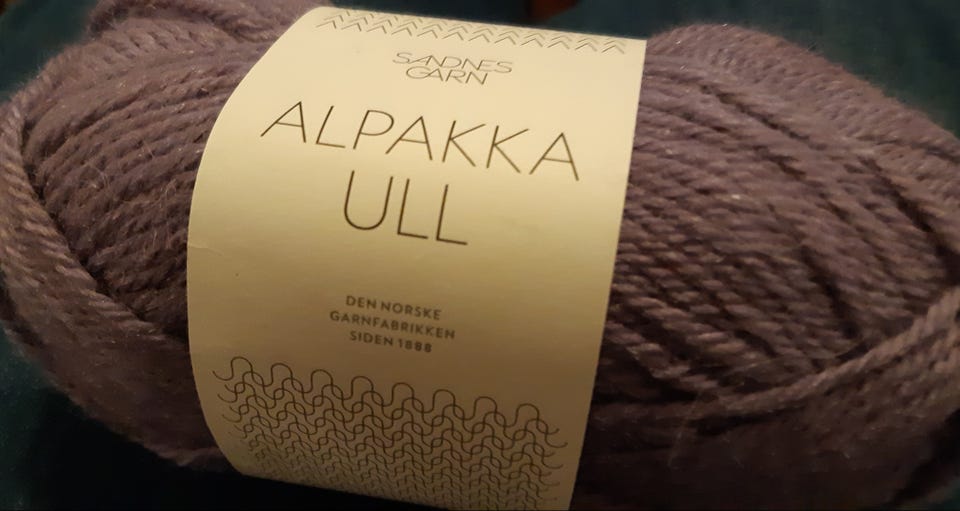 SANDNES
GARN
ALPAKKA
ULL
DEN NORSKE
GARNFABRIKKEN
SIDEN 1888